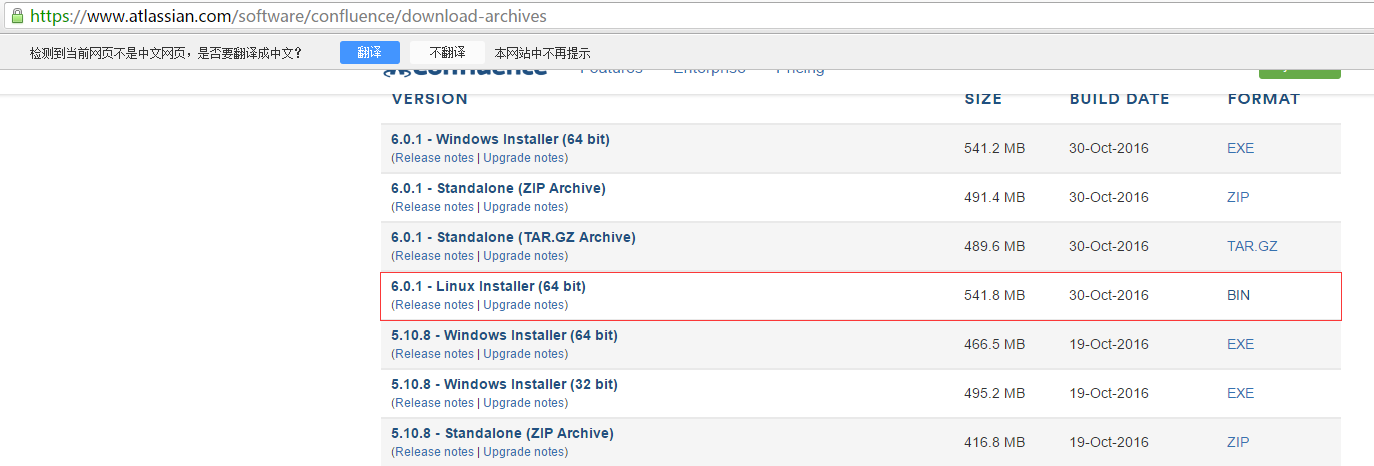 https://www.atlassian.com/software/confluence/download-archives
检测到当前网页不是中文网页，是否要翻译成中文？ 翻译 不翻译 本网站中不再提示
Confluence Features Enterprise Pricing
VERSION SIZE BUILD DATE FORMAT
6.0.1 - Windows Installer (64 bit)
(Release notes | Upgrade notes)
541.2 MB 30-Oct-2016 EXE
6.0.1 - Standalone (ZIP Archive)
(Release notes | Upgrade notes)
491.4 MB 30-Oct-2016 ZIP
6.0.1 - Standalone (TAR.GZ Archive)
(Release notes | Upgrade notes)
489.6 MB 30-Oct-2016 TAR.GZ
6.0.1 - Linux Installer (64 bit)
(Release notes | Upgrade notes)
541.8 MB 30-Oct-2016 BIN
5.10.8 - Windows Installer (64 bit)
(Release notes | Upgrade notes)
466.5 MB 19-Oct-2016 EXE
5.10.8 - Windows Installer (32 bit)
(Release notes | Upgrade notes)
495.2 MB 19-Oct-2016 EXE
5.10.8 - Standalone (ZIP Archive)
(Release notes | Upgrade notes)
416.8 MB 19-Oct-2016 ZIP